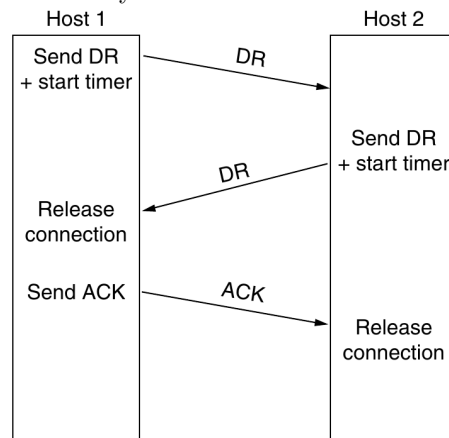 Host 1
Host 2
Send DR
+ start timer
DR
Send DR
+ start timer
DR
Release
connection
Send ACK
ACK
Release
connection